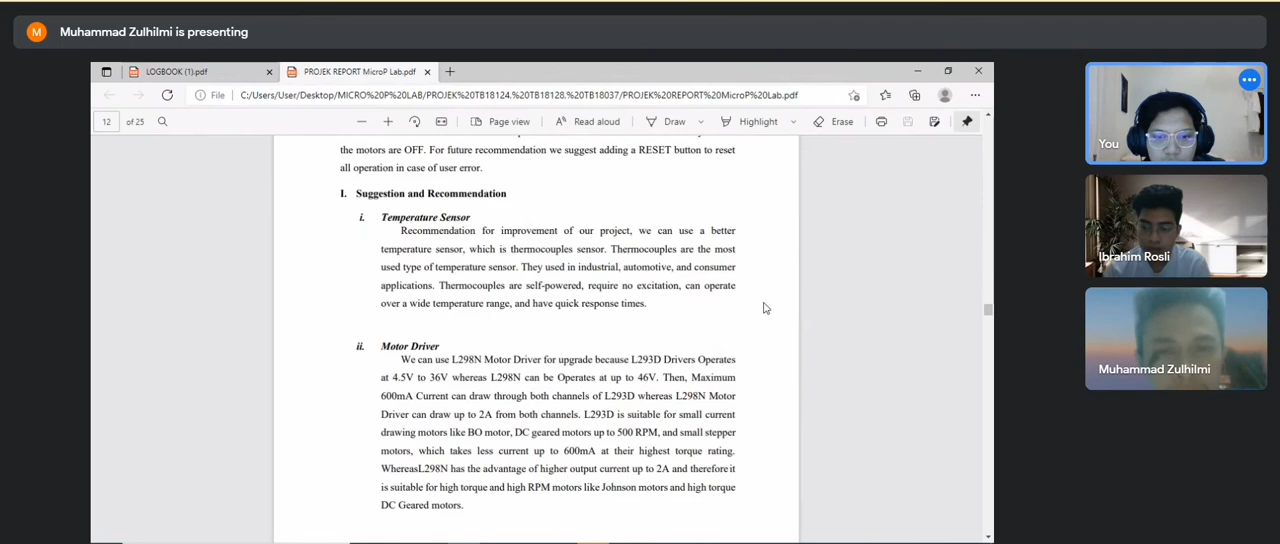 M Muhammad Zulhilmi is presenting
LOGBOOK (1).pdf
PROJEK REPORT MicroP Lab.pdf
File C:/Users/User/Desktop/MICRO%20P%20LAB/PROJEK%20TB18124.%20TB18128.%20TB18037/PROJEK%20REPORT%20MicroP%20Lab.pdf
12 of 25 Page view Read aloud Draw Highlight Erase
the motors are OFF. For future recommendation we suggest adding a RESET button to reset
all operation in case of user error.
I. Suggestion and Recommendation
i. Temperature Sensor
Recommendation for improvement of our project, we can use a better
temperature sensor, which is thermocouples sensor. Thermocouples are the most
used type of temperature sensor. They used in industrial, automotive, and consumer
applications. Thermocouples are self-powered, require no excitation, can operate
over a wide temperature range, and have quick response times.
ii. Motor Driver
We can use L298N Motor Driver for upgrade because L293D Drivers Operates
at 4.5V to 36V whereas L298N can be Operates at up to 46V. Then, Maximum
600mA Current can draw through both channels of L293D whereas L298N Motor
Driver can draw up to 2A from both channels. L293D is suitable for small current
drawing motors like BO motor, DC geared motors up to 500 RPM, and small stepper
motors, which takes less current up to 600mA at their highest torque rating.
WhereasL298N has the advantage of higher output current up to 2A and therefore it
is suitable for high torque and high RPM motors like Johnson motors and high torque
DC Geared motors.
You
Ibrahim Rosli
Muhammad Zulhilmi